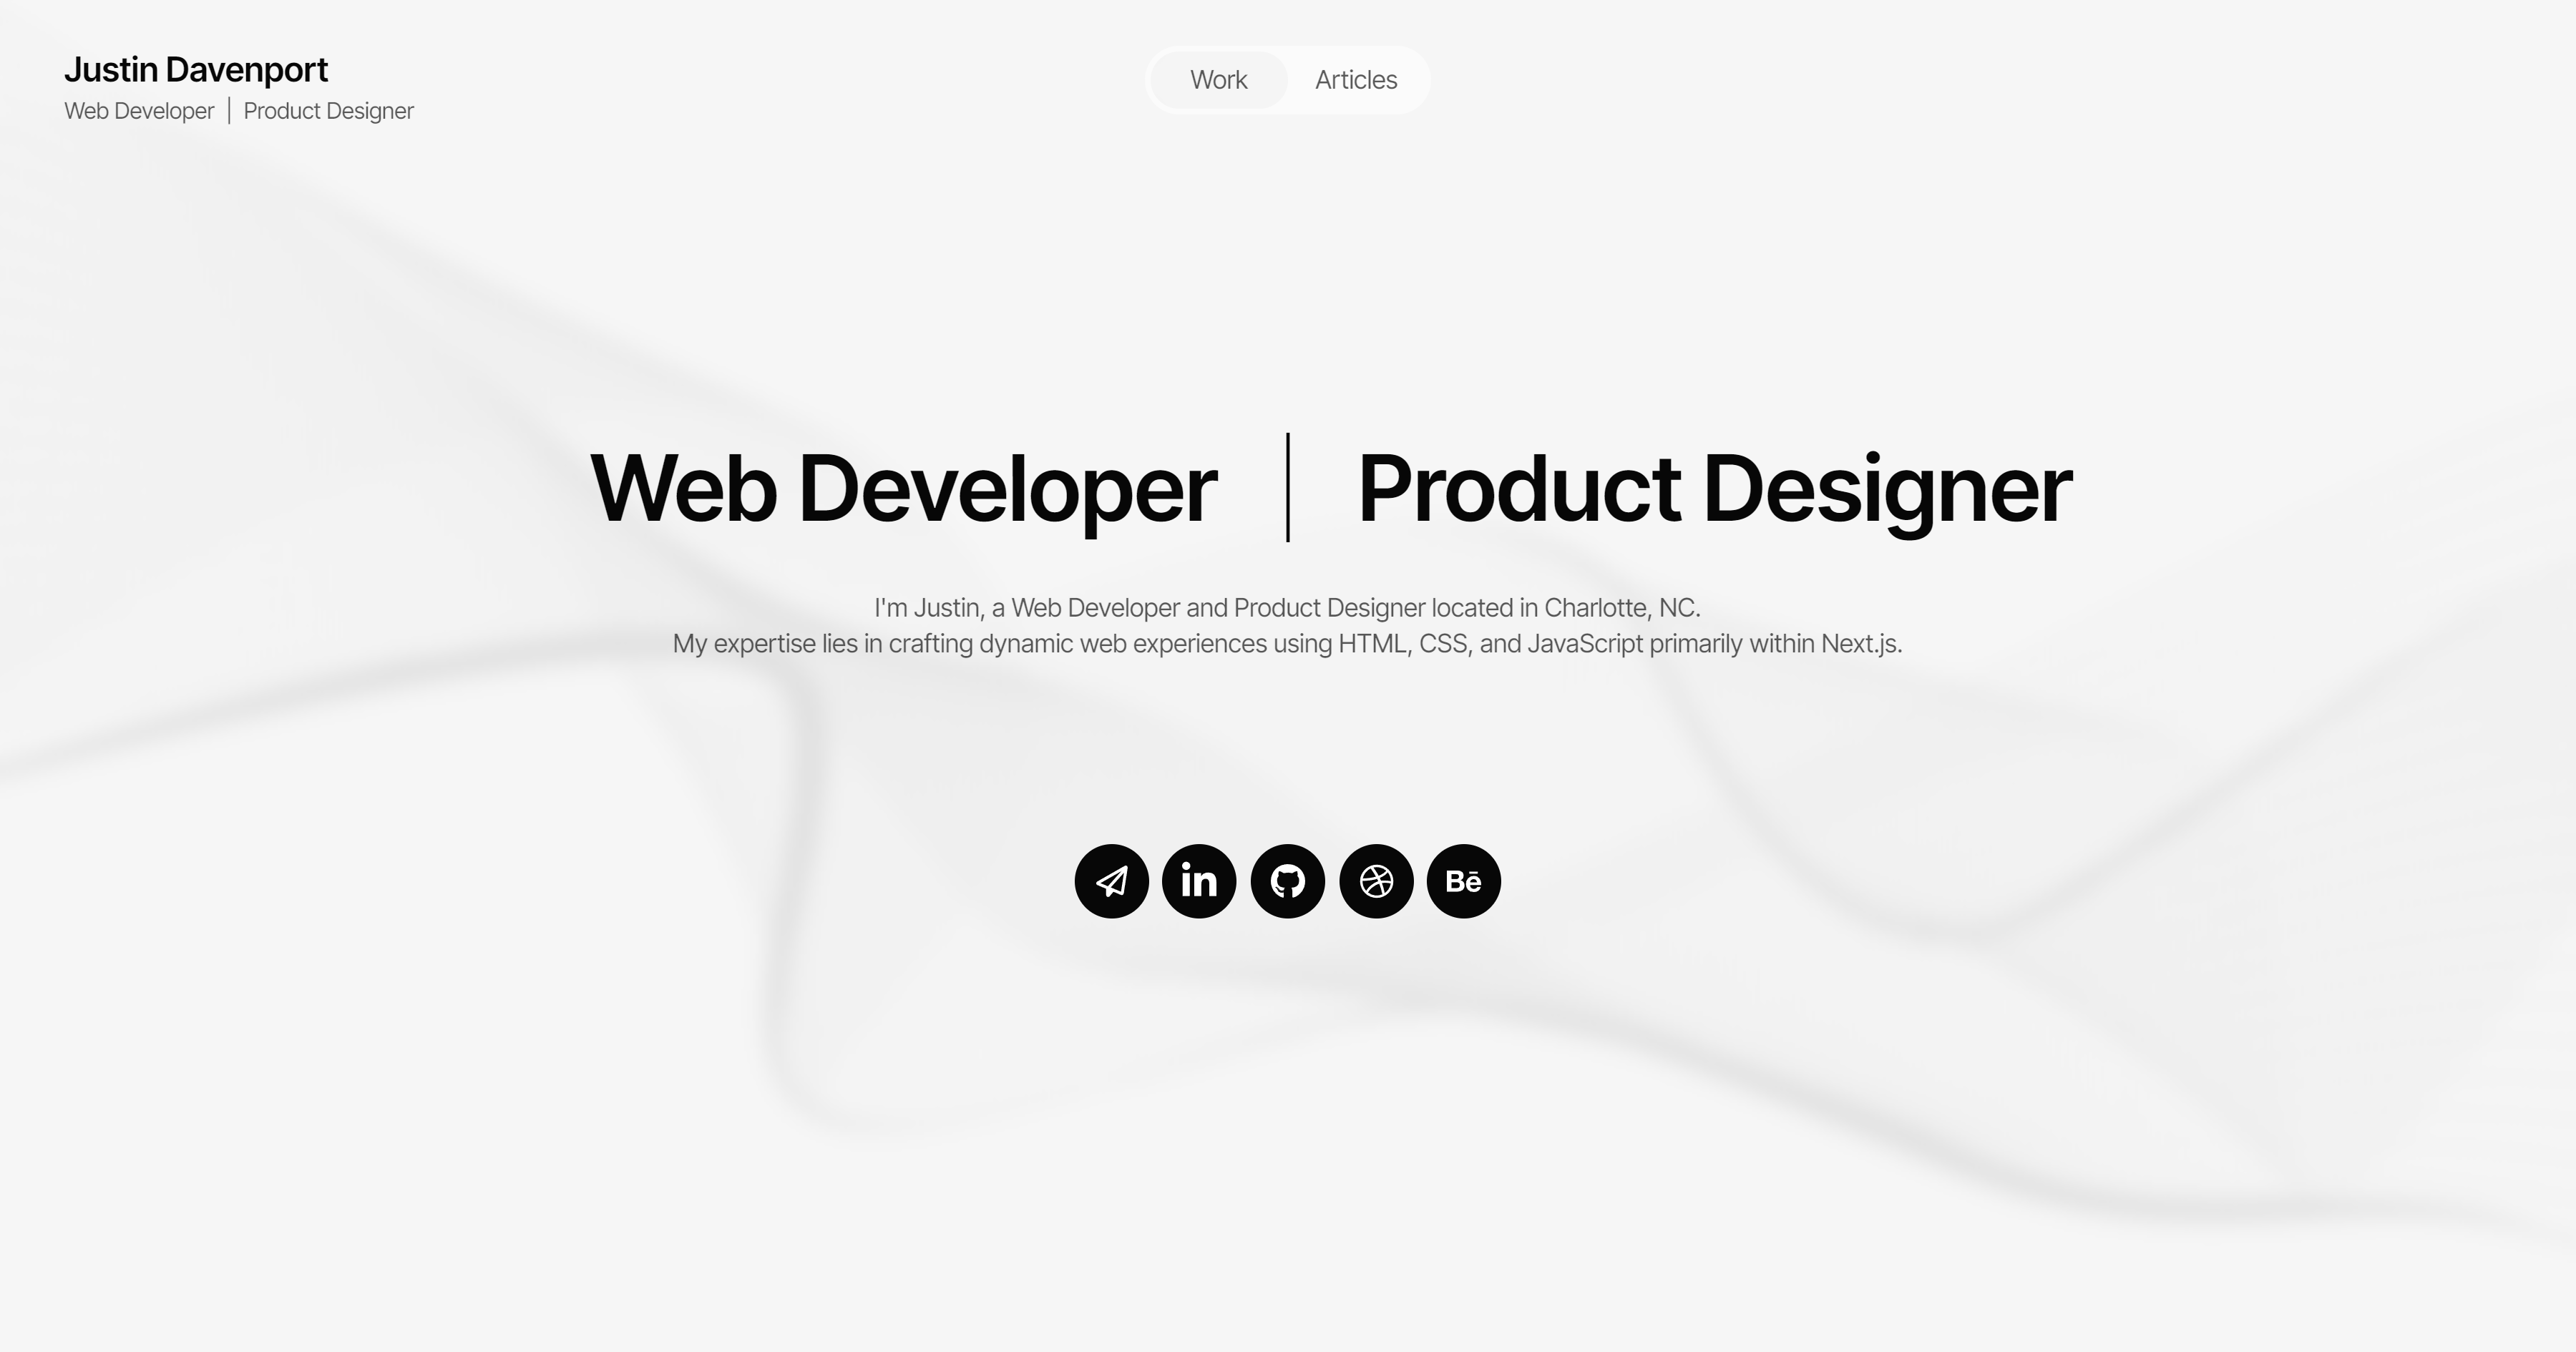 Justin Davenport
Web Developer | Product Designer
Work
Articles
Web Developer | Product Designer
I'm Justin, a Web Developer and Product Designer located in Charlotte, NC.
My expertise lies in crafting dynamic web experiences using HTML, CSS, and JavaScript primarily within Next.js.
in
Bē